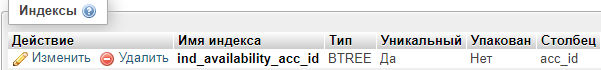 Индексы
Действие Имя индекса Тип Уникальный Упакован Столбец
Изменить Удалить ind_availability_acc_id BTREE Да Нет acc_id